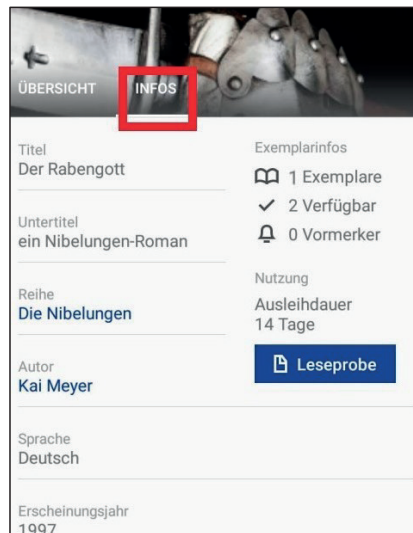 ÜBERSICHT INFOS
Titel
Der Rabengott
Untertitel
ein Nibelungen-Roman
Reihe
Die Nibelungen
Autor
Kai Meyer
Sprache
Deutsch
Erscheinungsjahr
1997
Exemplarinfos
1 Exemplare
2 Verfügbar
0 Vormerker
Nutzung
Ausleihdauer
14 Tage
Leseprobe